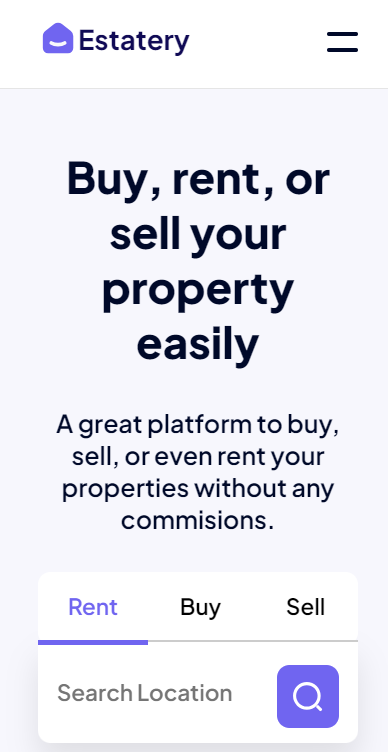 Estatery
Buy, rent, or
sell your
property
easily
A great platform to buy,
sell, or even rent your
properties without any
commisions.
Rent Buy Sell
Search Location